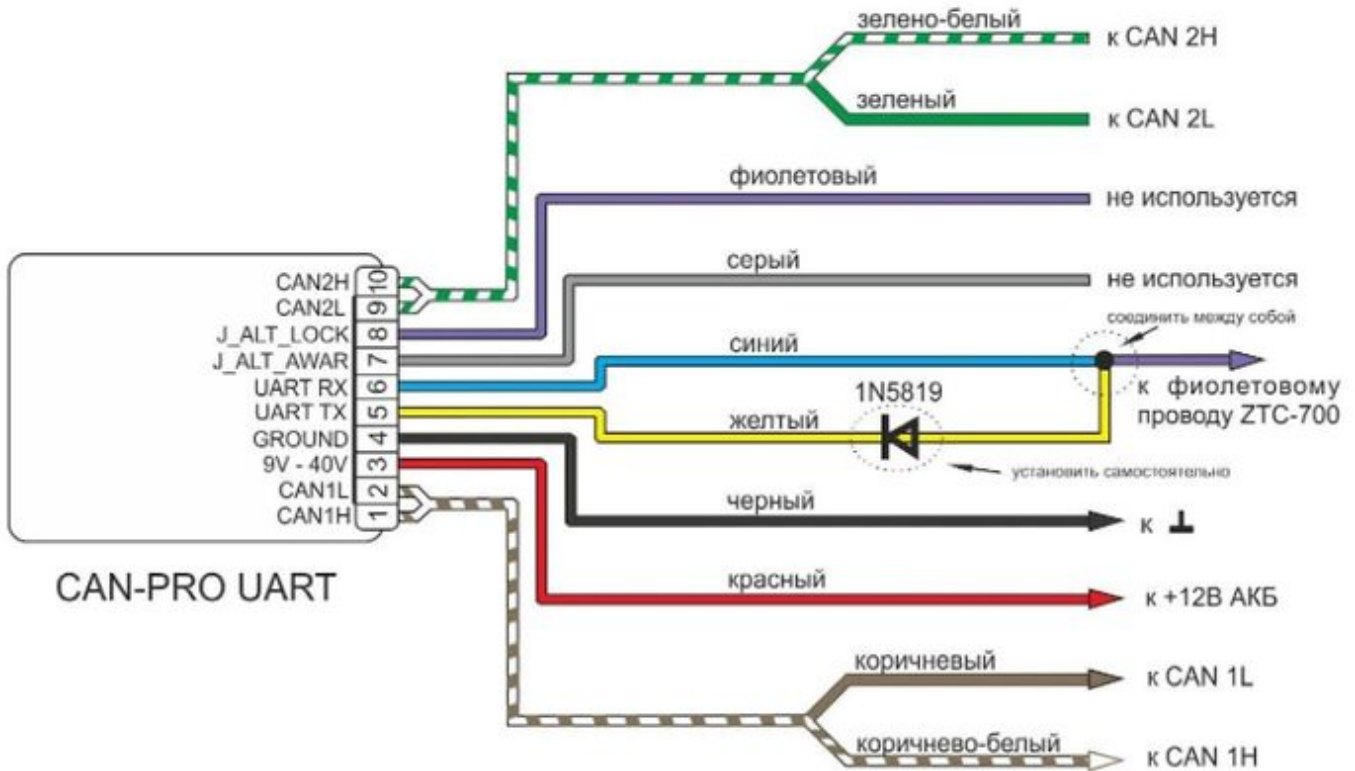 зелено-белый
к CAN 2H
зеленый
к CAN 2L
фиолетовый
не используется
серый
не используется
соединить между собой
синий
к фиолетовому
проводу ZTC-700
1N5819
желтый
установить самостоятельно
черный
к
красный
к +12В АКБ
коричневый
к CAN 1L
коричнево-белый
к CAN 1H
CAN2H 10
CAN2L 9
J_ALT_LOCK 8
J_ALT_AWAR 7
UART RX 6
UART TX 5
GROUND 4
9V - 40V 3
CAN1L 2
CAN1H 1
CAN-PRO UART